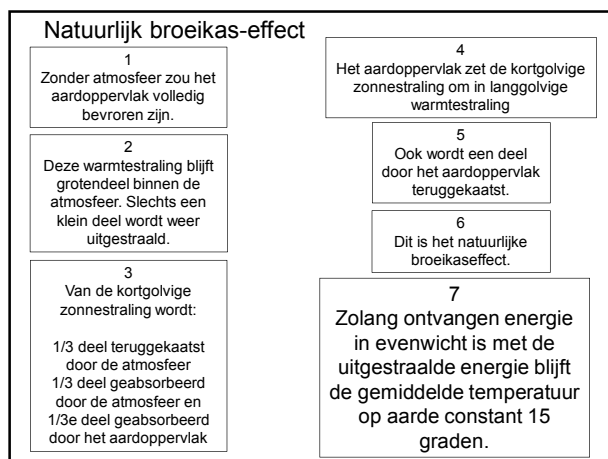 Natuurlijk broeikas-effect
1
Zonder atmosfeer zou het
aardoppervlak volledig
bevroren zijn.
2
Deze warmtestraling blijft
grotendeel binnen de
atmosfeer. Slechts een
klein deel wordt weer
uitgestraald.
3
Van de kortgolvige
zonnestraling wordt:
1/3 deel teruggekaatst
door de atmosfeer
1/3 deel geabsorbeerd
door de atmosfeer en
1/3e deel geabsorbeerd
door het aardoppervlak
4
Het aardoppervlak zet de kortgolvige
zonnestraling om in langgolvige
warmtestraling
5
Ook wordt een deel
door het aardoppervlak
teruggekaatst.
6
Dit is het natuurlijke
broeikaseffect.
7
Zolang ontvangen energie
in evenwicht is met de
uitgestraalde energie blijft
de gemiddelde temperatuur
op aarde constant 15
graden.